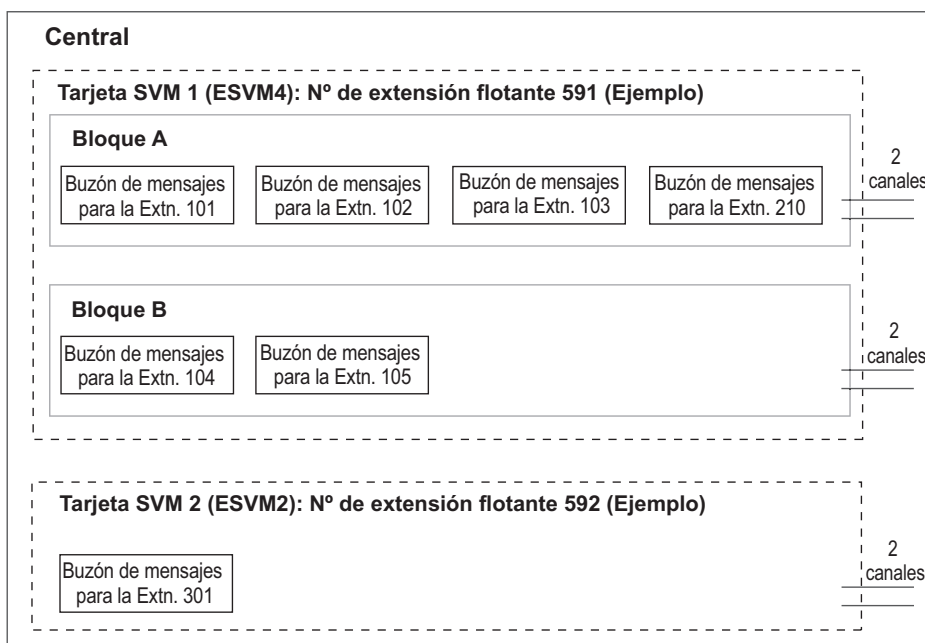 Central
Tarjeta SVM 1 (ESVM4): Nº de extensión flotante 591 (Ejemplo)
Bloque A
Buzón de mensajes
para la Extn. 101
Buzón de mensajes
para la Extn. 102
Buzón de mensajes
para la Extn. 103
Buzón de mensajes
para la Extn. 210
2
canales
Bloque B
Buzón de mensajes
para la Extn. 104
Buzón de mensajes
para la Extn. 105
2
canales
Tarjeta SVM 2 (ESVM2): Nº de extensión flotante 592 (Ejemplo)
Buzón de mensajes
para la Extn. 301
2
canales